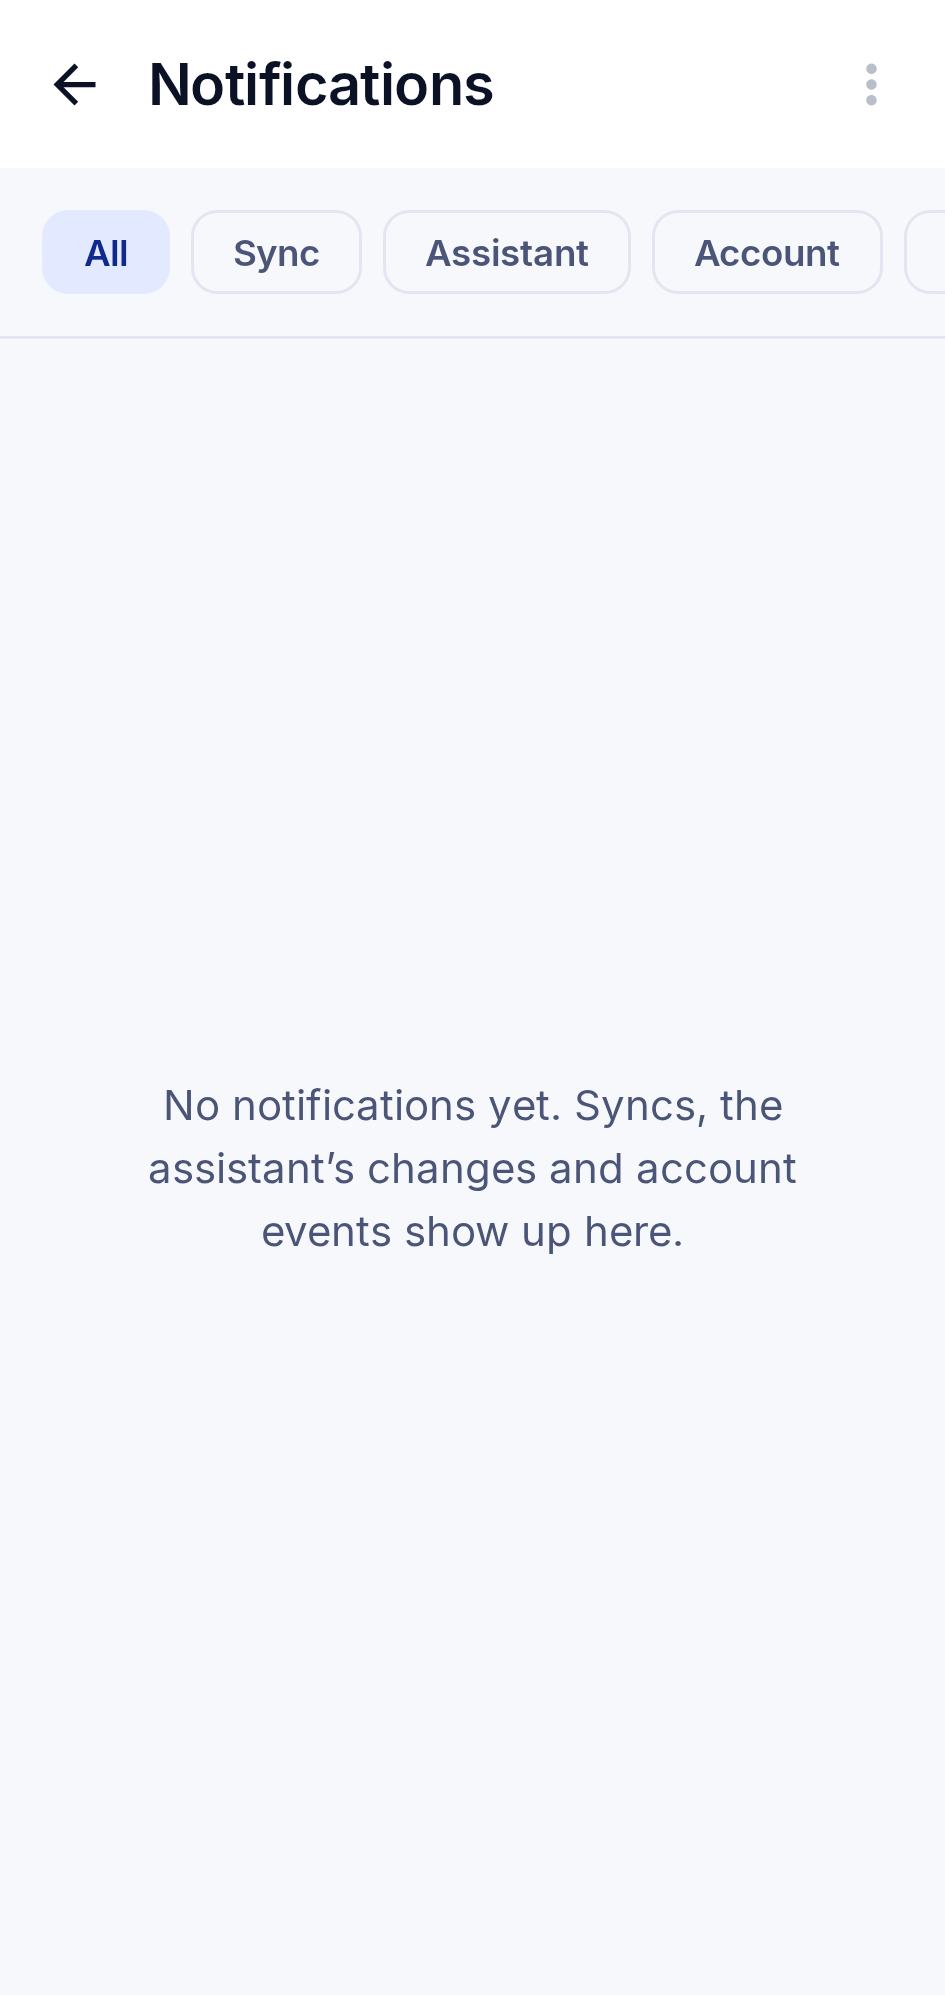 Notifications
All
Sync
Assistant
Account
No notifications yet. Syncs, the
assistant’s changes and account
events show up here.